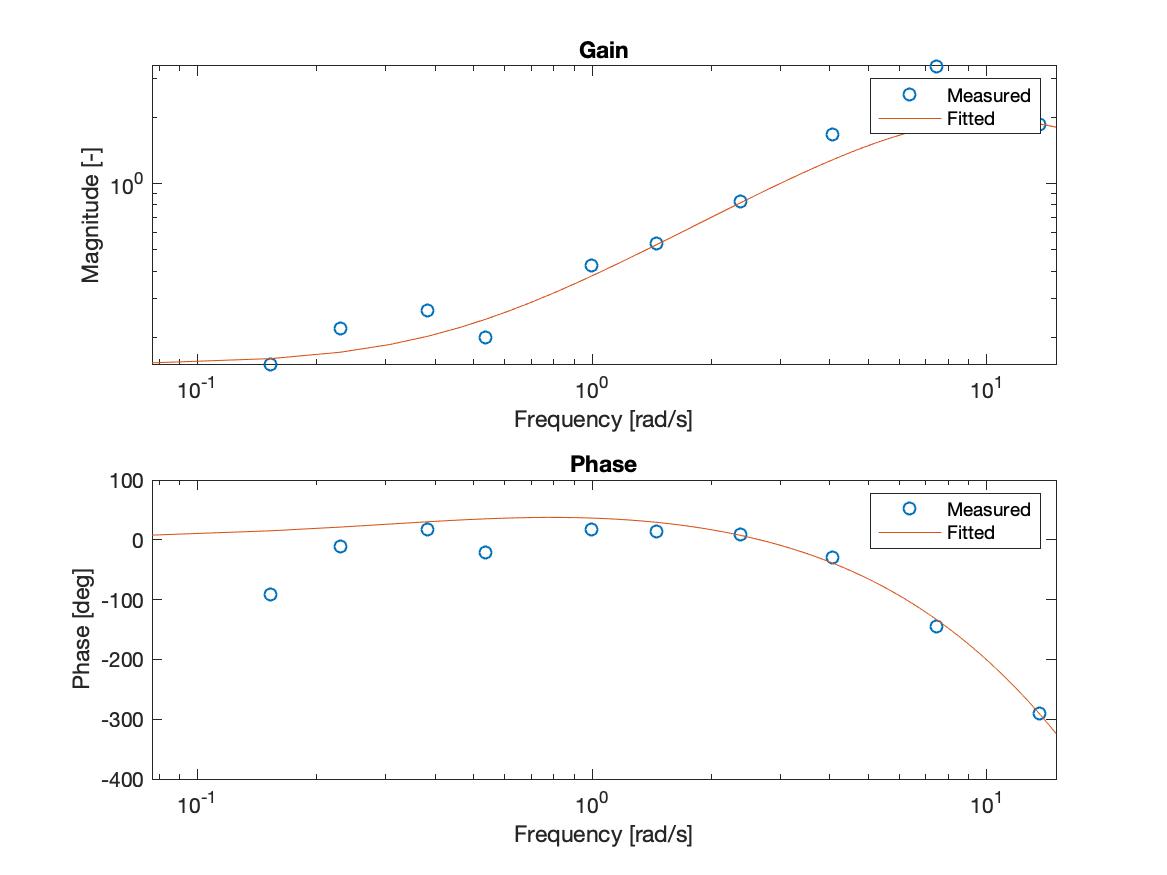 Gain
Measured
Fitted
Magnitude [-]
10^0
10^-1 10^0 10^1
Frequency [rad/s]
Phase
Measured
Fitted
Phase [deg]
100
0
-100
-200
-300
-400
10^-1 10^0 10^1
Frequency [rad/s]